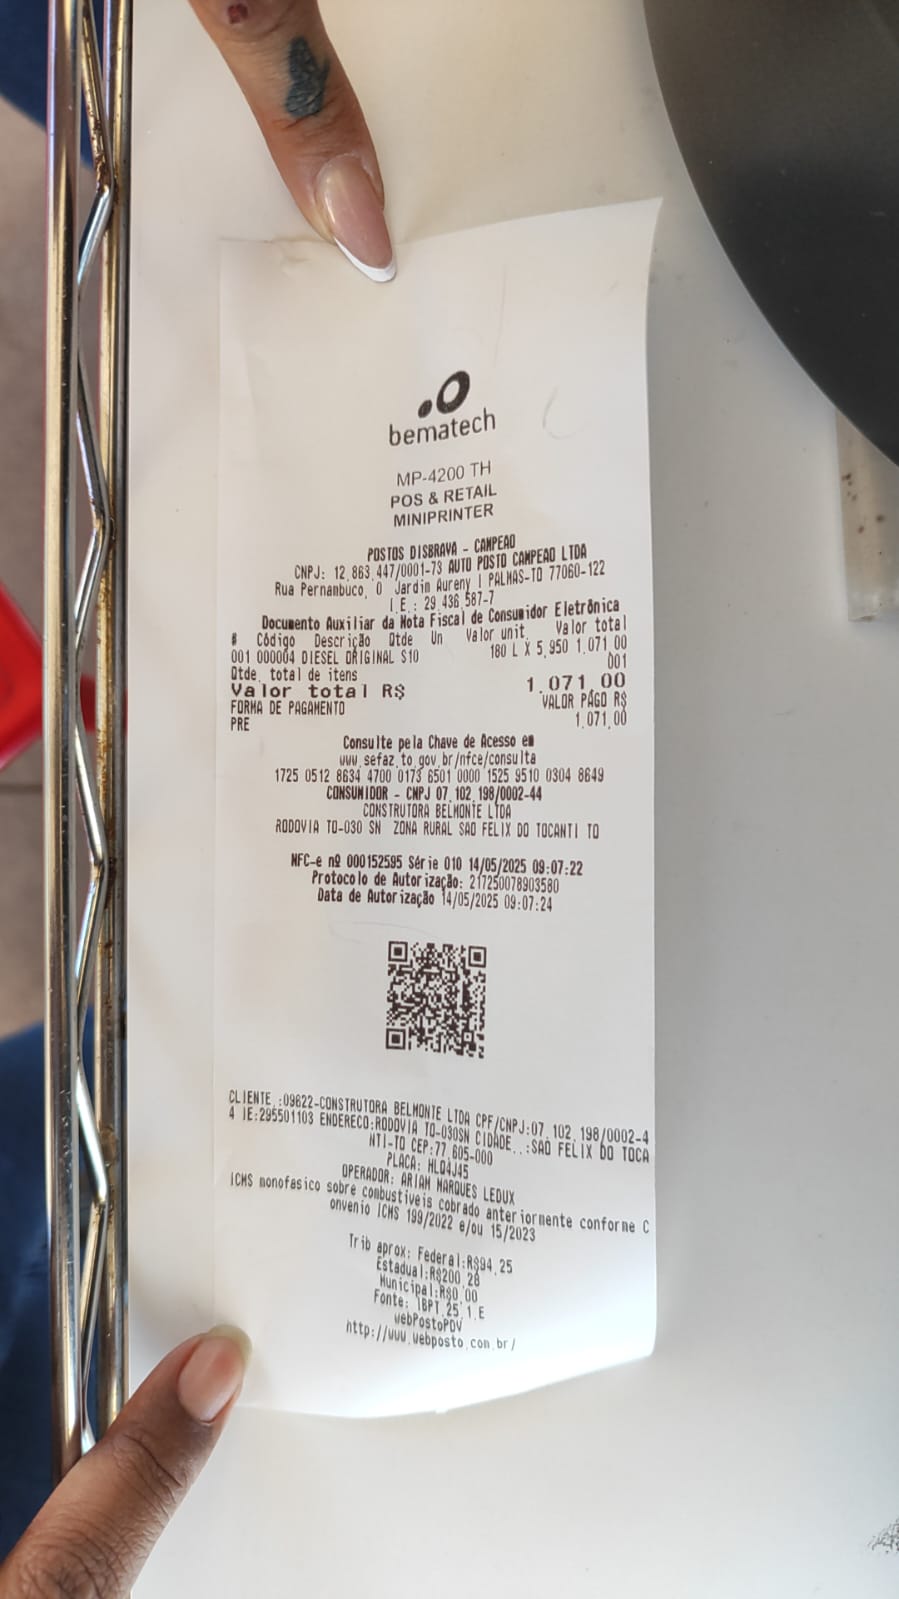 bematech
MP-4200 TH
POS & RETAIL
MINIPRINTER
POSTOS DISBRAVA - CAMPEAO
CNPJ: 12.863.447/0001-73 AUTO POSTO CAMPEAO LTDA
Rua Pernambuco, 0 Jardin Aureny I PALMAS-TO 77060-122
I.E.: 29.436.587-7
Documento Auxiliar da Nota Fiscal de Consumidor Eletrônica
# Código Descrição Qtde Un Valor unit. Valor total
001 000004 DIESEL ORIGINAL S10 180 L X 5,950 1.071,00
Qtde. total de itens 001
Valor total R$ 1.071,00
FORMA DE PAGAMENTO VALOR PAGO R$
PRE 1.071,00
Consulte pela Chave de Acesso em
www.sefaz.to.gov.br/nfce/consulta
1725 0512 8634 4700 0173 6501 0000 1525 9510 0304 8649
CONSUMIDOR - CNPJ 07.102.198/0002-44
CONSTRUTORA BELMONTE LTDA
RODOVIA TO-030 SN ZONA RURAL SAO FELIX DO TOCANTI TO
NFC-e nº 000152595 Série 010 14/05/2025 09:07:22
Protocolo de Autorização: 217250078903580
Data de Autorização 14/05/2025 09:07:24
CLIENTE.:09622-CONSTRUTORA BELMONTE LTDA CPF/CNPJ:07.102.198/0002-4
4 IE:295501103 ENDERECO:RODOVIA TO-030SN CIDADE..:SAO FELIX DO TOCA
NTI-TO CEP:77.605-000
PLACA: HLQ4J45
OPERADOR: ARIAN MARQUES LEDUX
ICMS monofasico sobre combustiveis cobrado anteriormente conforme C
onvenio ICMS 199/2022 e/ou 15/2023
Trib aprox: Federal:R$94,25
Estadual:R$200,28
Municipal:R$0,00
Fonte: IBPT.25.1.E
webPostoPDV
http://www.webposto.com.br/